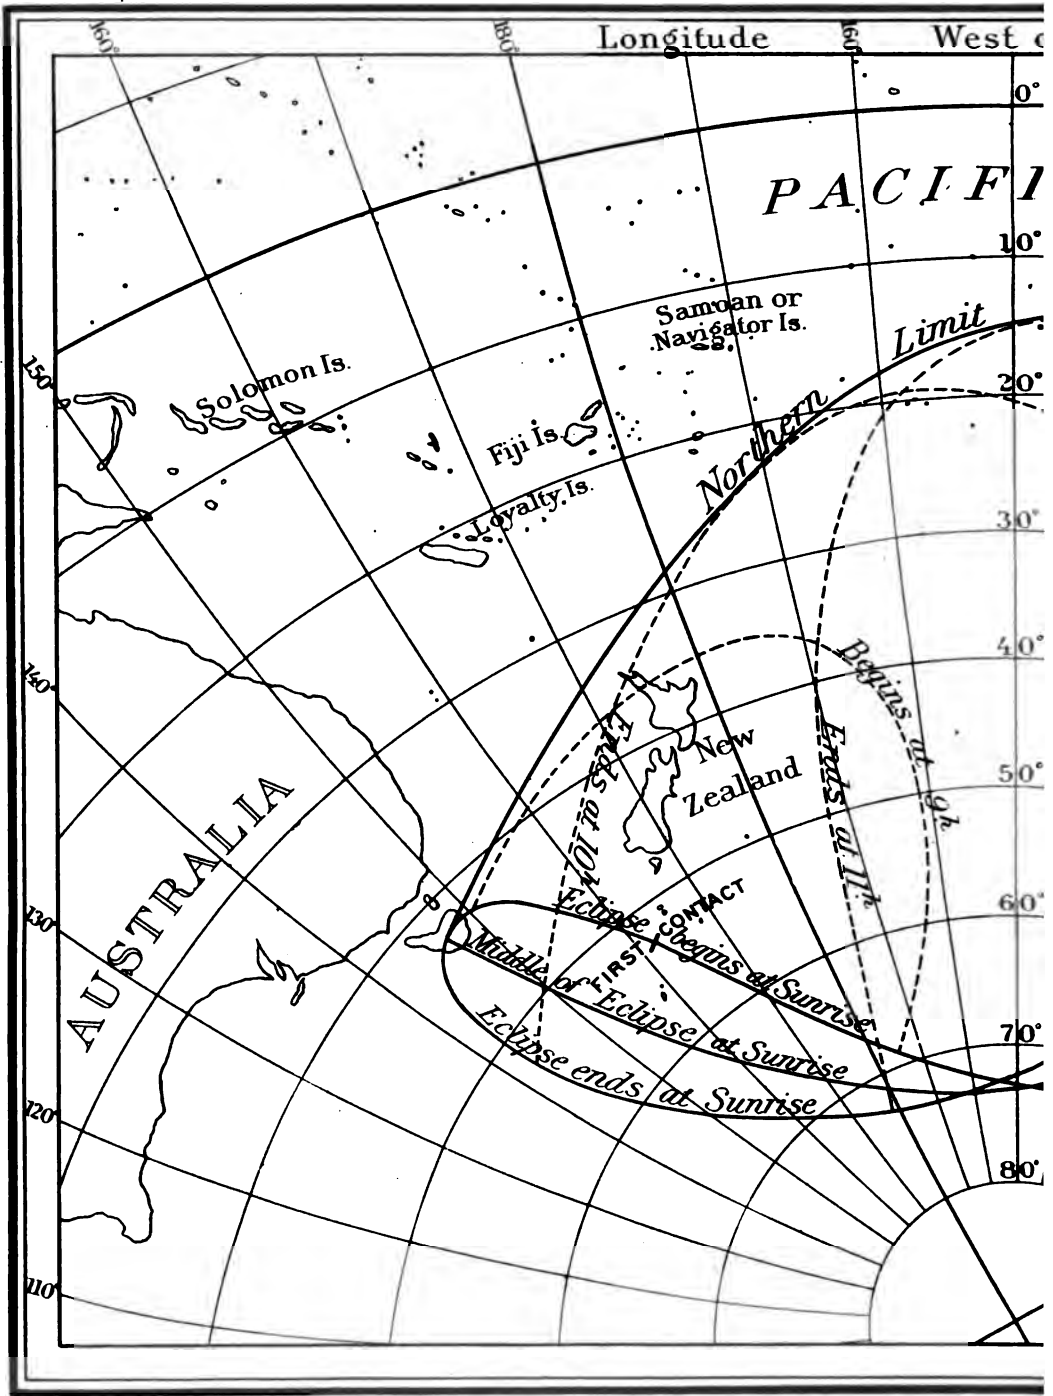 160°
180°
Longitude
160°
West
0°
PACIFI
10°
Samoan or
Navigator Is.
Limit
150°
Solomon Is.
20°
Northern
Fiji Is.
Loyalty Is.
30°
40°
140°
Begins at 9h
Ends at 10h
Ends at 11h
New
Zealand
50°
AUSTRALIA
130°
60°
FIRST CONTACT
Eclipse begins at Sunrise
Middle of Eclipse at Sunrise
Eclipse ends at Sunrise
70°
120°
80°
110°